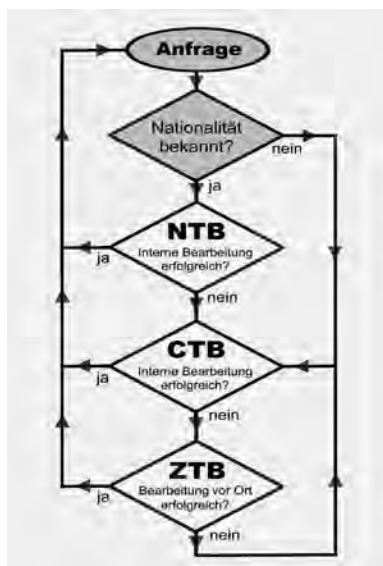 Anfrage
Nationalität
bekannt?
nein
ja
NTB
Interne Bearbeitung
erfolgreich?
ja
nein
CTB
Interne Bearbeitung
erfolgreich?
ja
nein
ZTB
Bearbeitung vor Ort
erfolgreich?
ja
nein